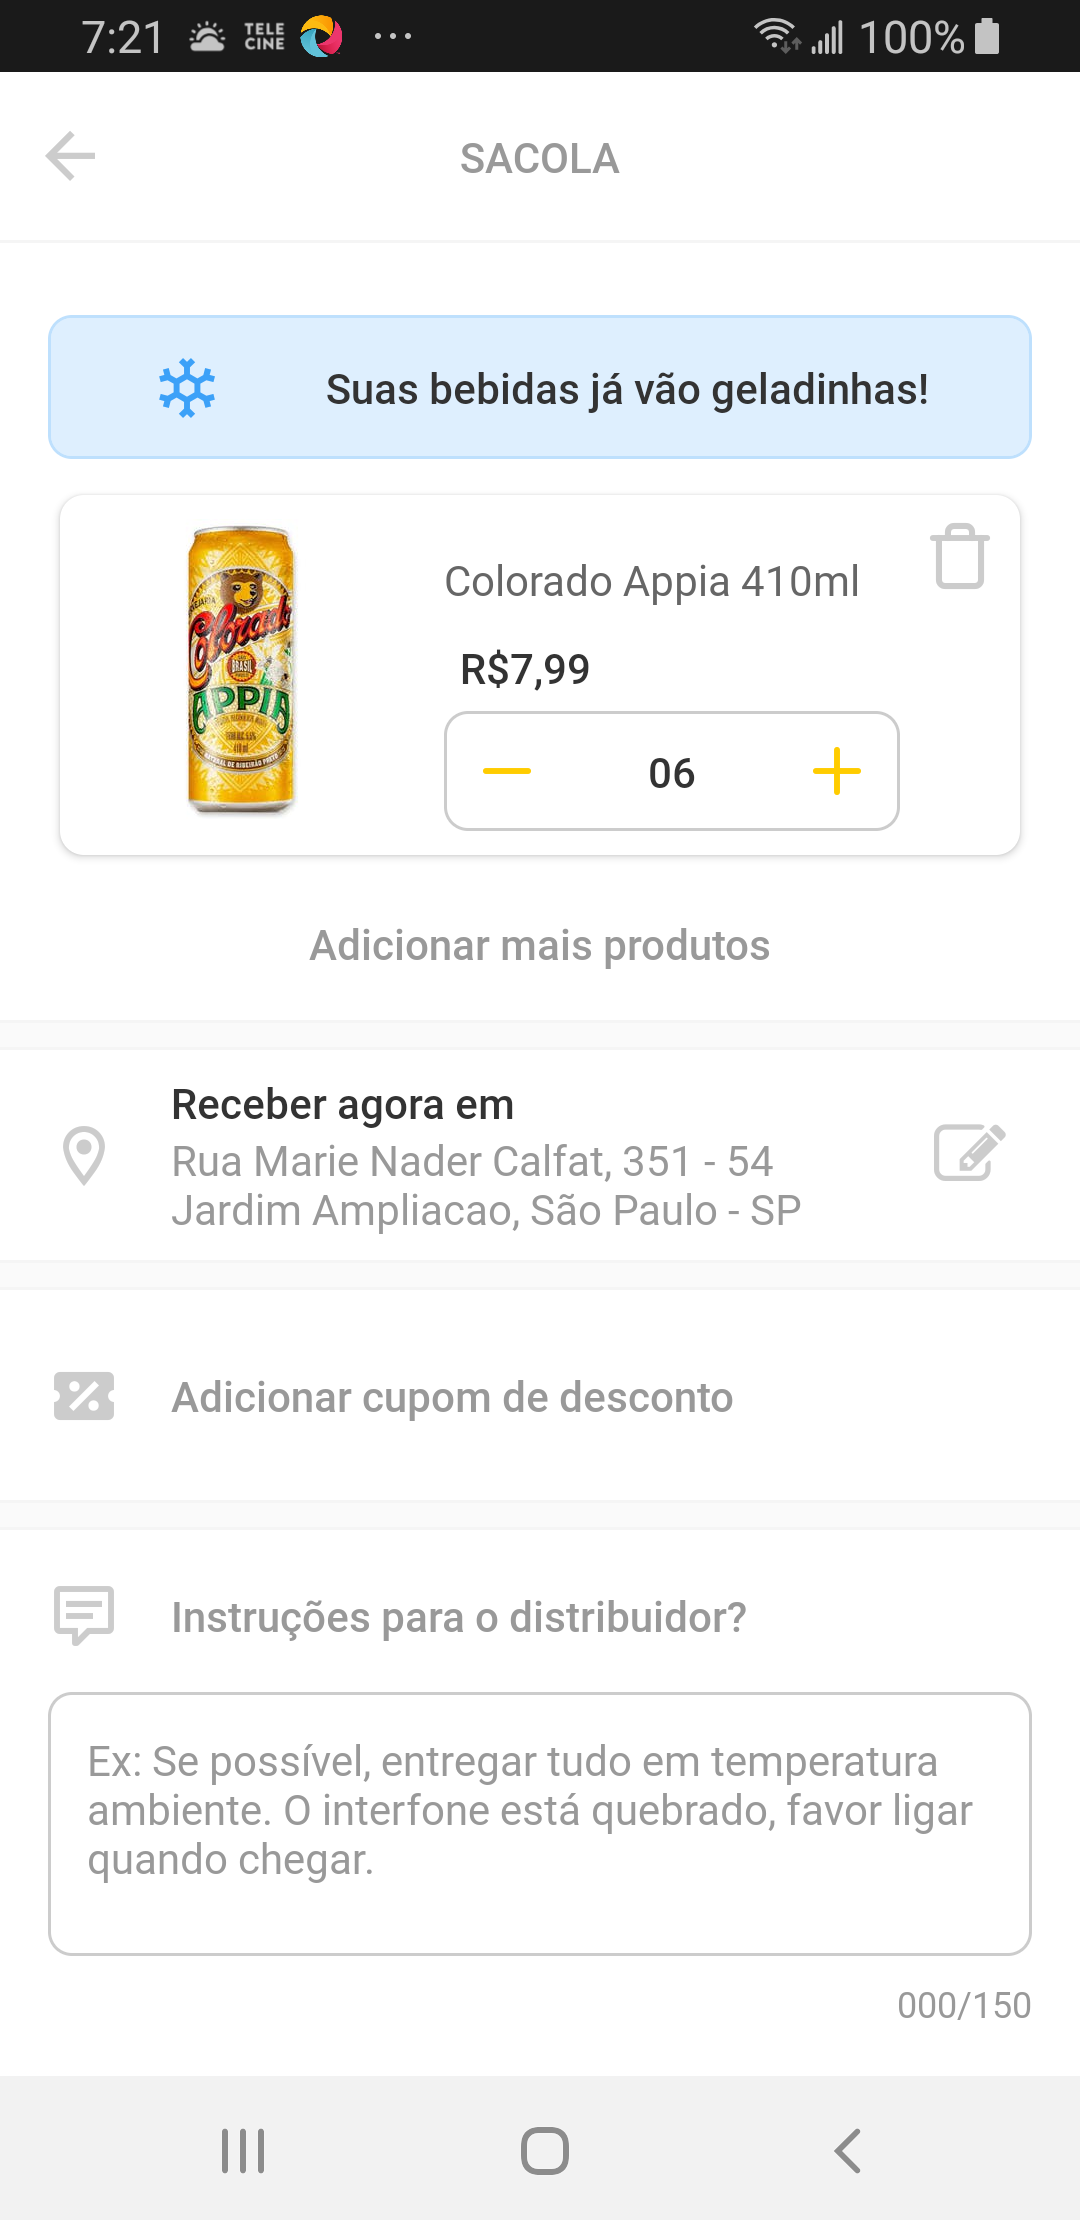 7:21 TELE CINE 100%
SACOLA
Suas bebidas já vão geladinhas!
Colorado
BRASIL
APPIA
Colorado Appia 410ml
R$7,99
06
Adicionar mais produtos
Receber agora em
Rua Marie Nader Calfat, 351 - 54
Jardim Ampliacao, São Paulo - SP
Adicionar cupom de desconto
Instruções para o distribuidor?
Ex: Se possível, entregar tudo em temperatura
ambiente. O interfone está quebrado, favor ligar
quando chegar.
000/150